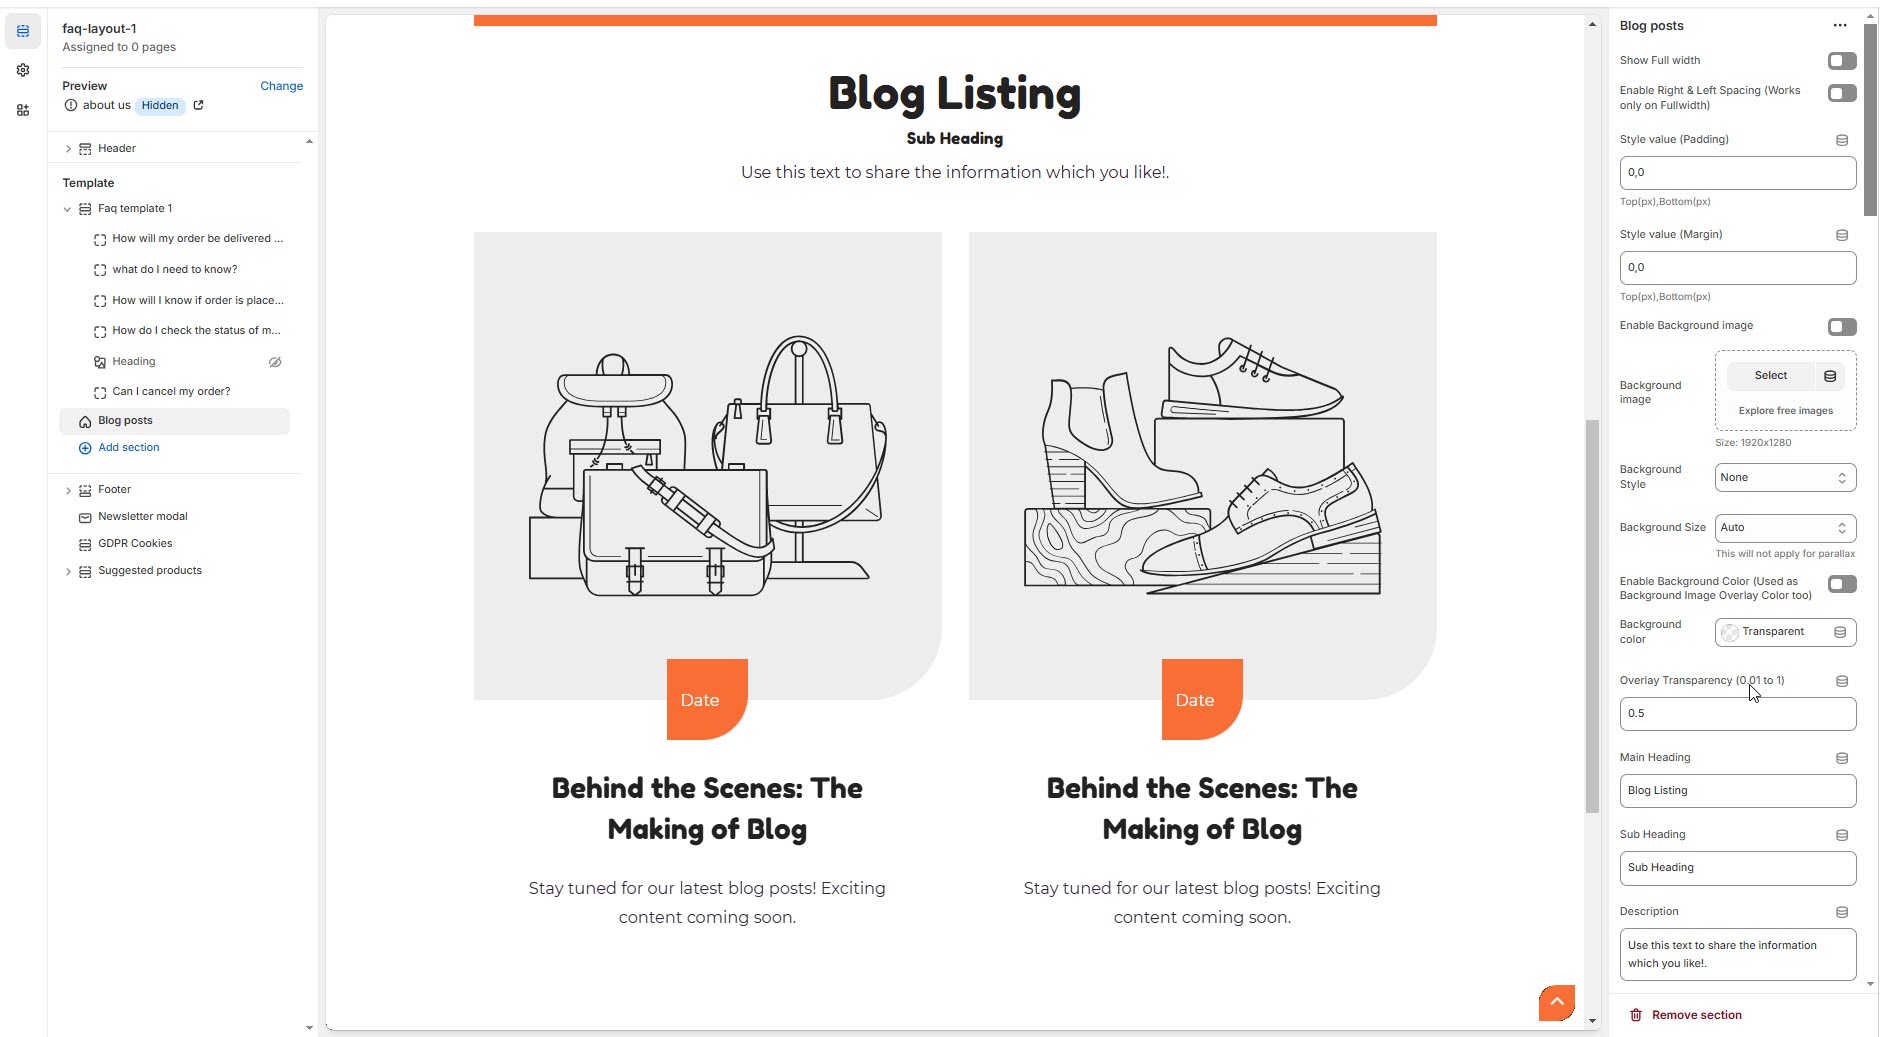 faq-layout-1
Assigned to 0 pages
Preview
Change
about us
Hidden
Header
Template
Faq template 1
How will my order be delivered ...
what do I need to know?
How will I know if order is place...
How do I check the status of m...
Heading
Can I cancel my order?
Blog posts
Add section
Footer
Newsletter modal
GDPR Cookies
Suggested products
Blog Listing
Sub Heading
Use this text to share the information which you like!.
Date
Behind the Scenes: The
Making of Blog
Stay tuned for our latest blog posts! Exciting
content coming soon.
Date
Behind the Scenes: The
Making of Blog
Stay tuned for our latest blog posts! Exciting
content coming soon.
Blog posts
Show Full width
Enable Right & Left Spacing (Works
only on Fullwidth)
Style value (Padding)
0,0
Top(px),Bottom(px)
Style value (Margin)
0,0
Top(px),Bottom(px)
Enable Background image
Background
image
Select
Explore free images
Size: 1920x1280
Background
Style
None
Background Size
Auto
This will not apply for parallax
Enable Background Color (Used as
Background Image Overlay Color too)
Background
color
Transparent
Overlay Transparency (0.01 to 1)
0.5
Main Heading
Blog Listing
Sub Heading
Sub Heading
Description
Use this text to share the information
which you like!.
Remove section